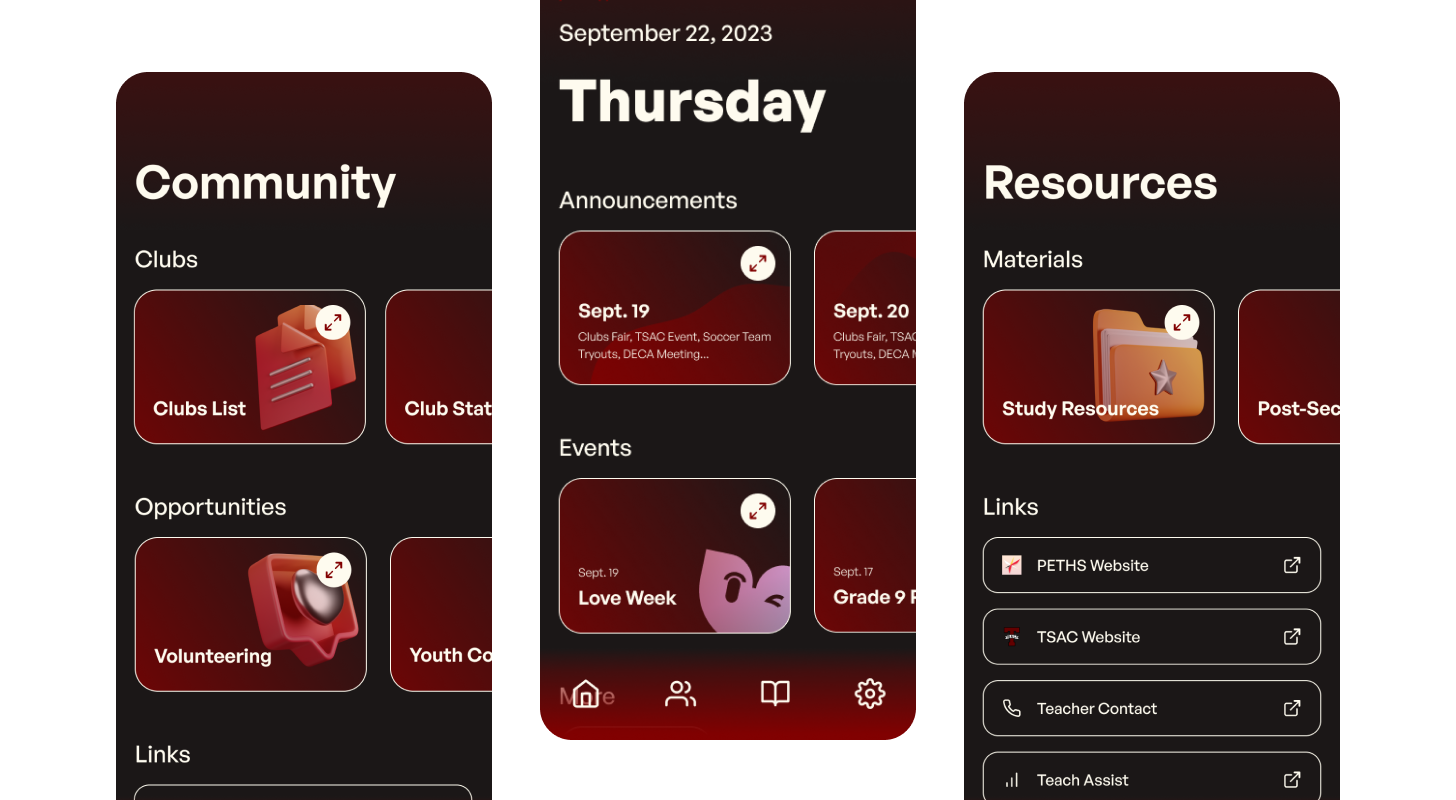 Community
Clubs
Clubs List
Club Stat
Opportunities
Volunteering
Youth Co
Links
September 22, 2023
Thursday
Announcements
Sept. 19
Clubs Fair, TSAC Event, Soccer Team
Tryouts, DECA Meeting...
Sept. 20
Clubs Fair, TSAC
Tryouts, DECA M
Events
Sept. 19
Love Week
Sept. 17
Grade 9 P
More
Resources
Materials
Study Resources
Post-Sec
Links
PETHS Website
TSAC Website
Teacher Contact
Teach Assist